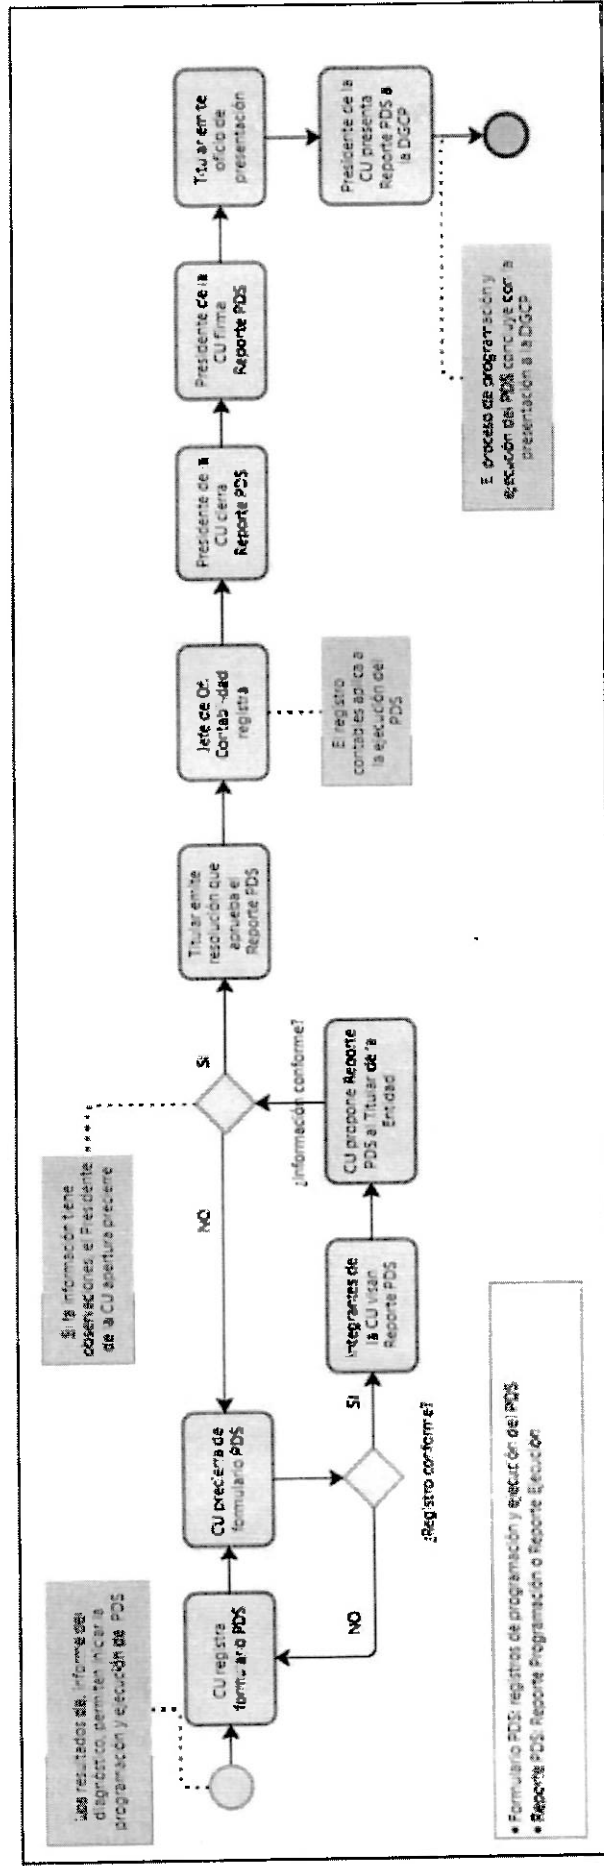 Los resultados del informe del
diagnóstico, permiten iniciar la
programación y ejecución de PDS
CU registra
formulario PDS
CU precierra de
formulario PDS
¿Registro conforme?
NO
SI
Integrantes de
la CU visan
Reporte PDS
CU propone Reporte
PDS al Titular de la
Entidad
¿Información conforme?
NO
SI
Si la información tiene
observaciones, el Presidente
de la CU apertura precierre
Titular emite
resolución que
aprueba el
Reporte PDS
Jefe de Of.
Contabilidad
registra
El registro
contables aplica a
la ejecución del
PDS
Presidente de la
CU cierra
Reporte PDS
Presidente de la
CU firma
Reporte PDS
Titular emite
oficio de
presentación
Presidente de la
CU presenta
Reporte PDS a
la DGCP
El proceso de programación y
ejecución del PDS concluye con la
presentación a la DGCP
• Formulario PDS: registros de programación y ejecución del PDS
• Reporte PDS: Reporte Programación o Reporte Ejecución